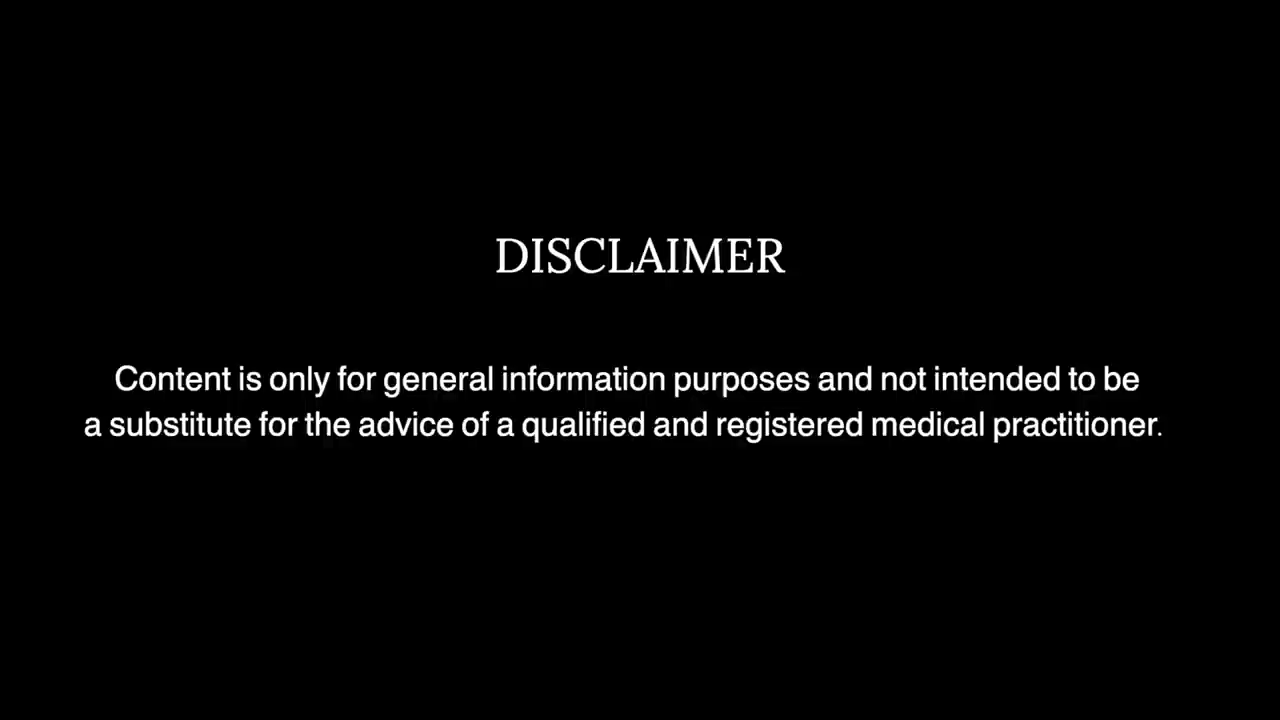 DISCLAIMER
Content is only for general information purposes and not intended to be
a substitute for the advice of a qualified and registered medical practitioner.